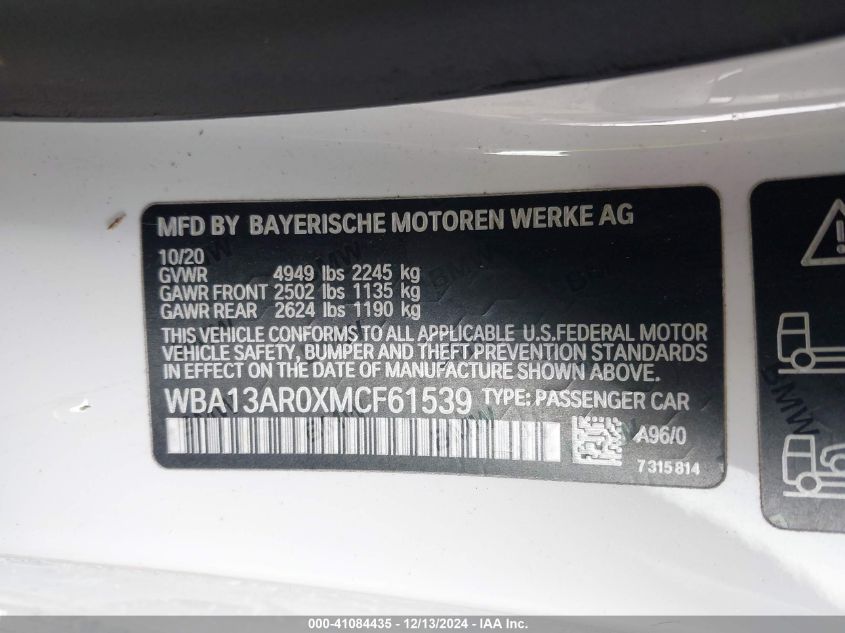 MFD BY BAYERISCHE MOTOREN WERKE AG
10/20
GVWR 4949 lbs 2245 kg
GAWR FRONT 2502 lbs 1135 kg
GAWR REAR 2624 lbs 1190 kg
THIS VEHICLE CONFORMS TO ALL APPLICABLE U.S.FEDERAL MOTOR
VEHICLE SAFETY, BUMPER AND THEFT PREVENTION STANDARDS
IN EFFECT ON THE DATE OF MANUFACTURE SHOWN ABOVE.
WBA13AR0XMCF61539 TYPE: PASSENGER CAR
A96/0
7315814
000-41084435 - 12/13/2024 - IAA Inc.